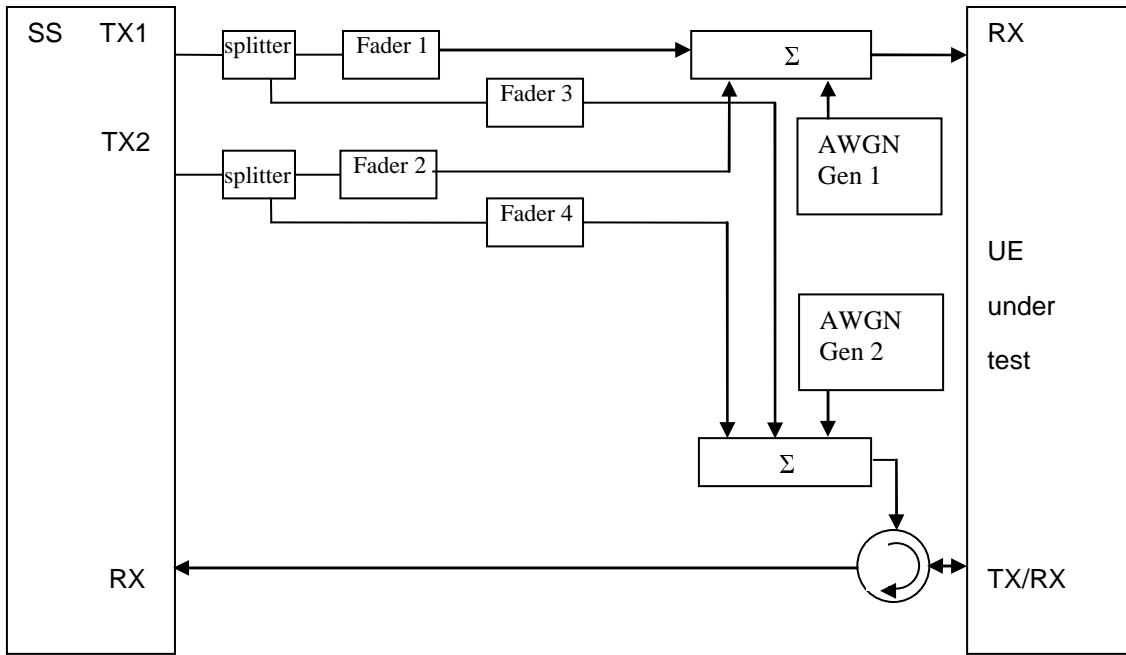 SS TX1
splitter
Fader 1
Σ
RX
Fader 3
TX2
AWGN
Gen 1
splitter
Fader 2
Fader 4
UE
under
test
AWGN
Gen 2
Σ
RX
TX/RX